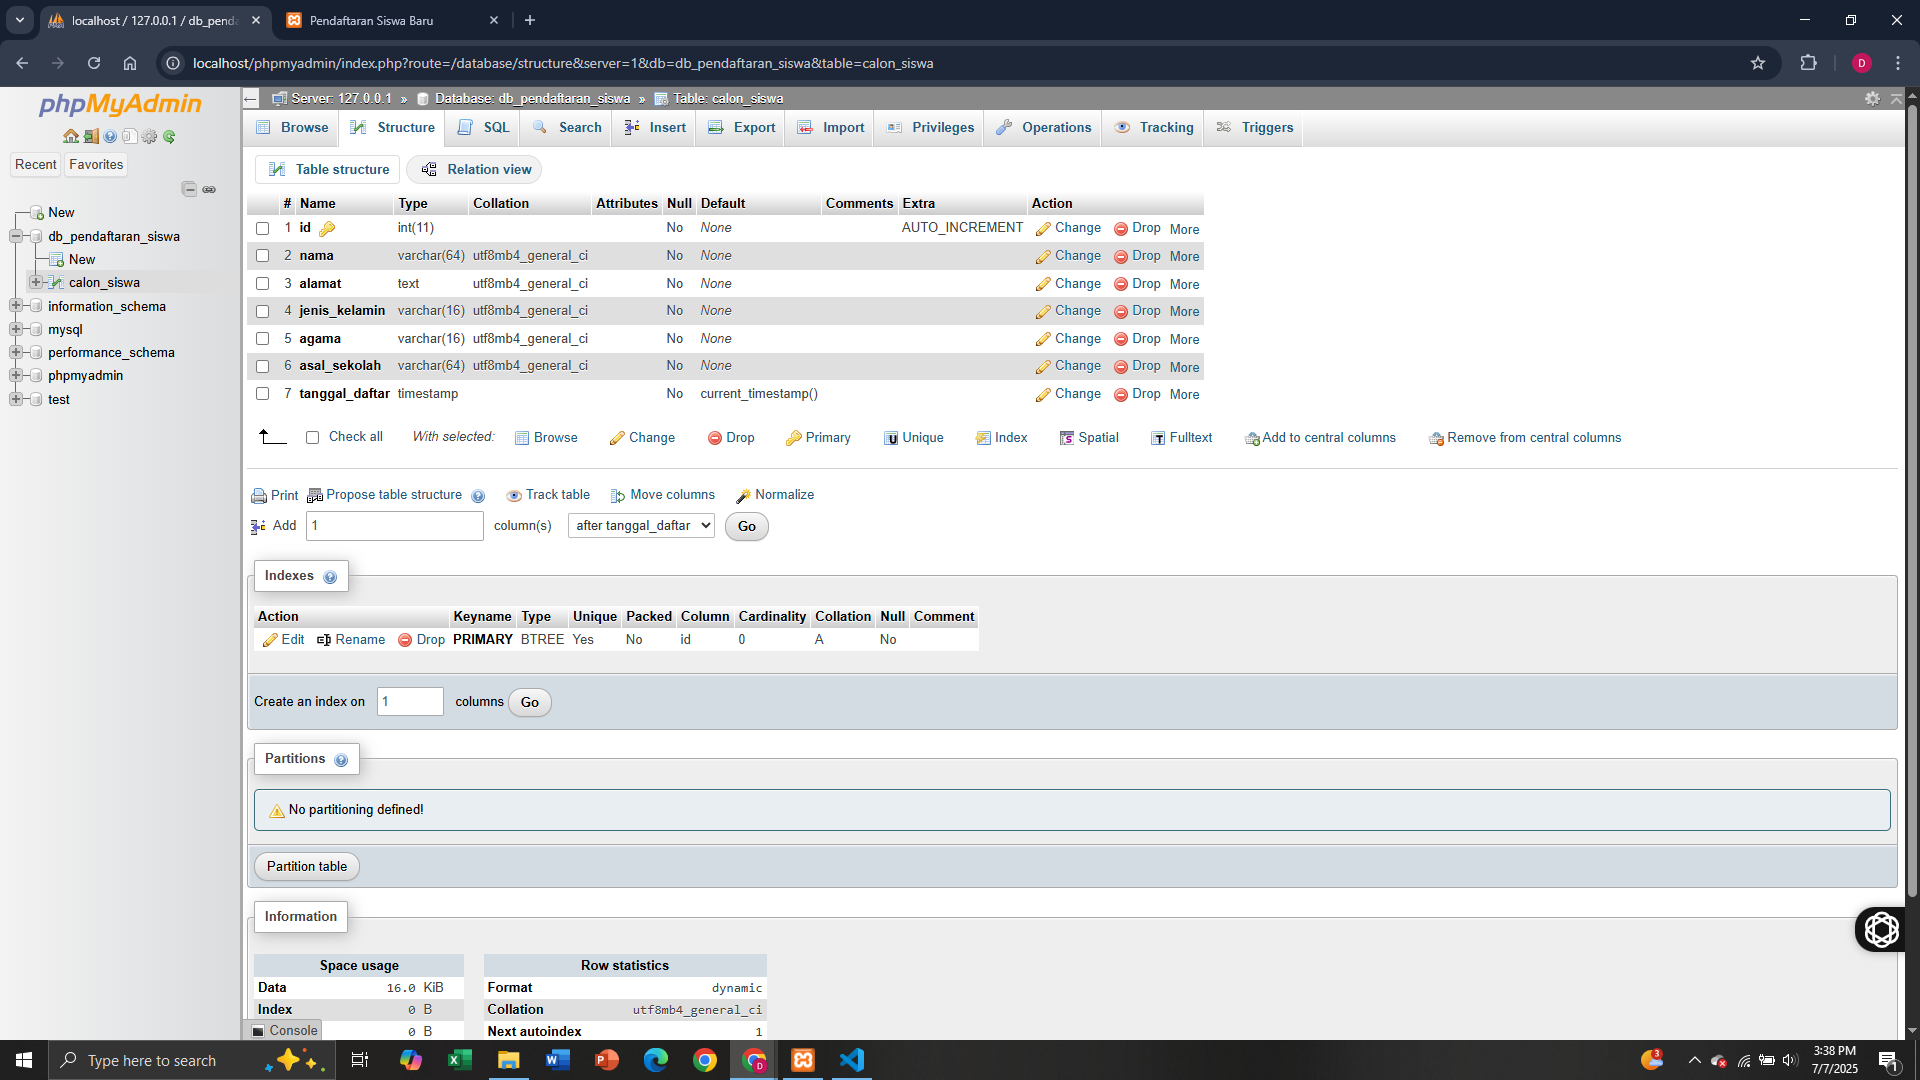 localhost / 127.0.0.1 / db_penda
Pendaftaran Siswa Baru
localhost/phpmyadmin/index.php?route=/database/structure&server=1&db=db_pendaftaran_siswa&table=calon_siswa
D
phpMyAdmin
Recent Favorites
New
db_pendaftaran_siswa
New
calon_siswa
information_schema
mysql
performance_schema
phpmyadmin
test
Server: 127.0.0.1 » Database: db_pendaftaran_siswa » Table: calon_siswa
Browse Structure SQL Search Insert Export Import Privileges Operations Tracking Triggers
Table structure Relation view
# Name Type Collation Attributes Null Default Comments Extra Action
1 id int(11) No None AUTO_INCREMENT Change Drop More
2 nama varchar(64) utf8mb4_general_ci No None Change Drop More
3 alamat text utf8mb4_general_ci No None Change Drop More
4 jenis_kelamin varchar(16) utf8mb4_general_ci No None Change Drop More
5 agama varchar(16) utf8mb4_general_ci No None Change Drop More
6 asal_sekolah varchar(64) utf8mb4_general_ci No None Change Drop More
7 tanggal_daftar timestamp No current_timestamp() Change Drop More
Check all With selected: Browse Change Drop Primary Unique Index Spatial Fulltext Add to central columns Remove from central columns
Print Propose table structure Track table Move columns Normalize
Add 1 column(s) after tanggal_daftar Go
Indexes
Action Keyname Type Unique Packed Column Cardinality Collation Null Comment
Edit Rename Drop PRIMARY BTREE Yes No id 0 A No
Create an index on 1 columns Go
Partitions
No partitioning defined!
Partition table
Information
Space usage
Data 16.0 KiB
Index 0 B
0 B
Row statistics
Format dynamic
Collation utf8mb4_general_ci
Next autoindex 1
Console
Type here to search
3
3:38 PM
7/7/2025
1